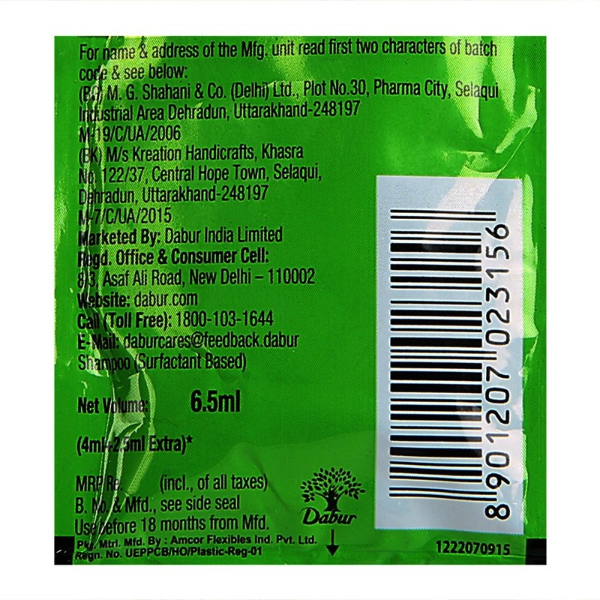 For name & address of the Mfg. unit read first two characters of batch
code & see below:
(BG) M. G. Shahani & Co. (Delhi) Ltd., Plot No.30, Pharma City, Selaqui
Industrial Area Dehradun, Uttarakhand-248197
M-19/C/UA/2006
(BK) M/s Kreation Handicrafts, Khasra
No. 122/37, Central Hope Town, Selaqui,
Dehradun, Uttarakhand-248197
M-7/C/UA/2015
Marketed By: Dabur India Limited
Regd. Office & Consumer Cell:
8/3, Asaf Ali Road, New Delhi – 110002
Website: dabur.com
Call (Toll Free): 1800-103-1644
E-Mail: daburcares@feedback.dabur
Shampoo (Surfactant Based)
Net Volume: 6.5ml
(4ml+2.5ml Extra)*
MRP Re. (incl., of all taxes)
B. No. & Mfd., see side seal
Use before 18 months from Mfd.
Pkg. Mtrl. Mfd. By : Amcor Flexibles Ind. Pvt. Ltd.
Regn. No. UEPPCB/HO/Plastic-Reg-01
Dabur
8 901207 023156
1222070915